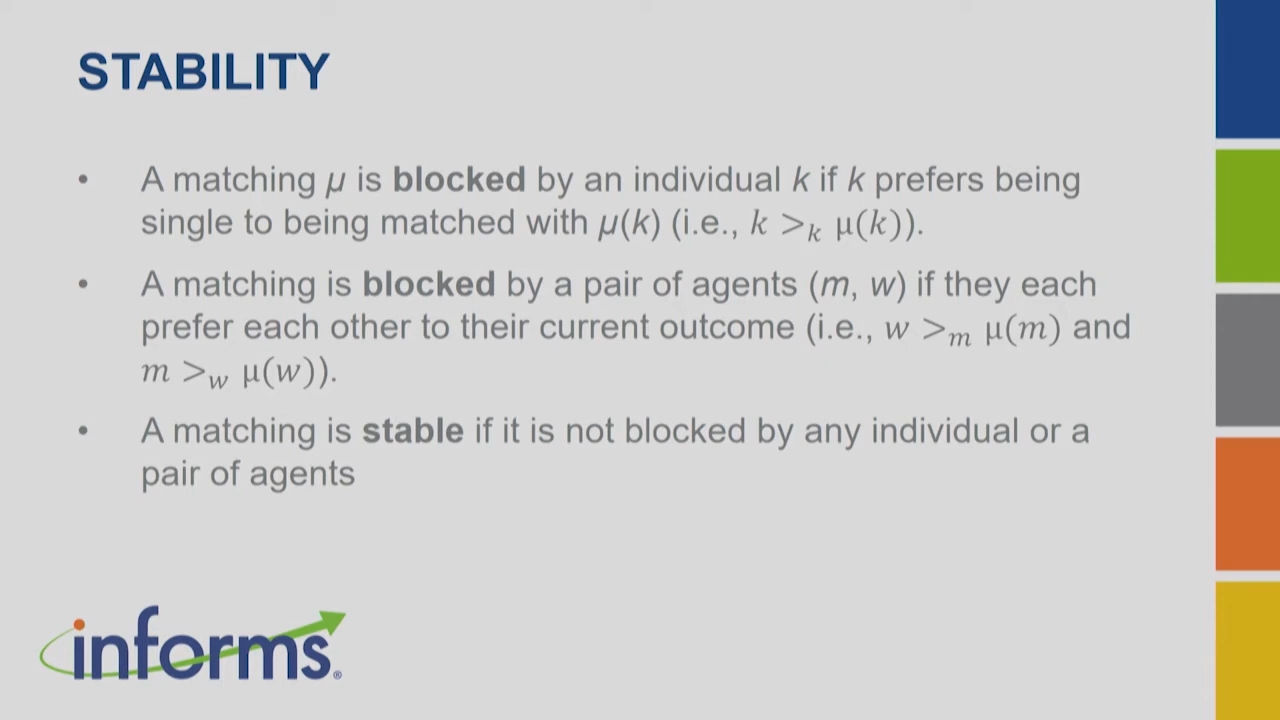 STABILITY
• A matching μ is blocked by an individual k if k prefers being
single to being matched with μ(k) (i.e., k >ₖ μ(k)).
• A matching is blocked by a pair of agents (m, w) if they each
prefer each other to their current outcome (i.e., w >ₘ μ(m) and
m >_w μ(w)).
• A matching is stable if it is not blocked by any individual or a
pair of agents
informs®